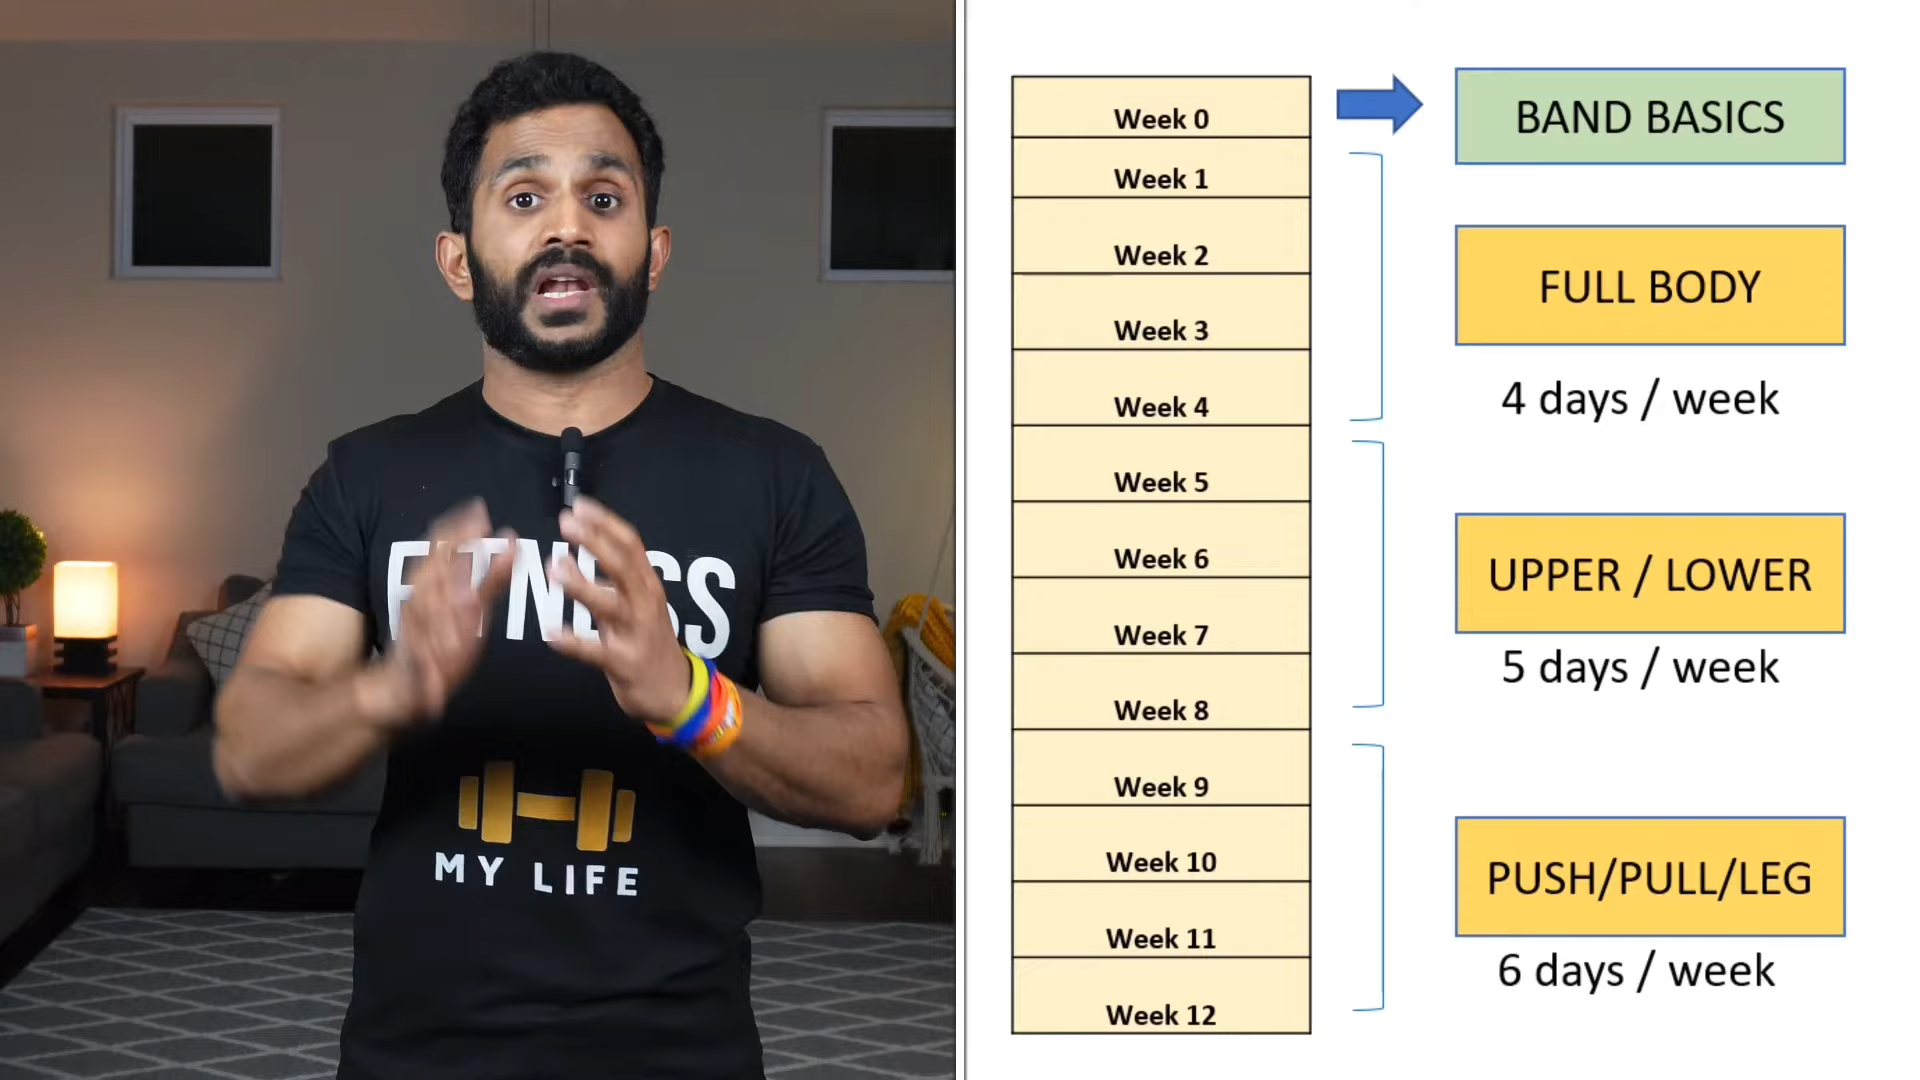 FITNESS
MY LIFE
Week 0
Week 1
Week 2
Week 3
Week 4
Week 5
Week 6
Week 7
Week 8
Week 9
Week 10
Week 11
Week 12
BAND BASICS
FULL BODY
4 days / week
UPPER / LOWER
5 days / week
PUSH/PULL/LEG
6 days / week